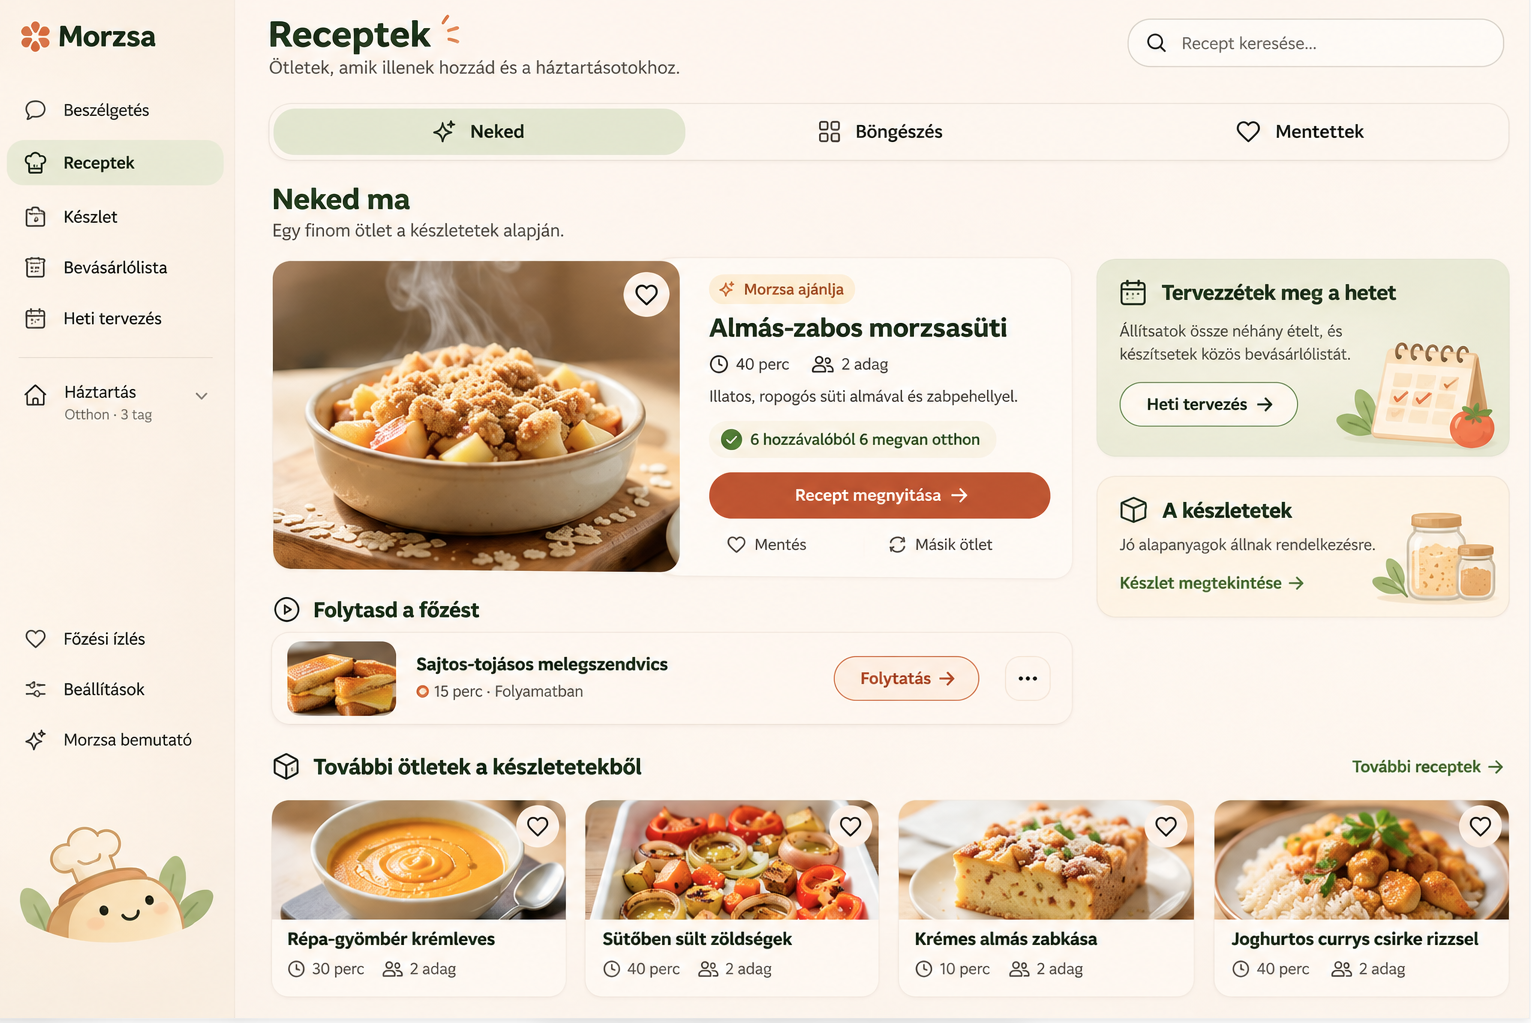 Morzsa
Beszélgetés
Receptek
Készlet
Bevásárlólista
Heti tervezés
Háztartás
Otthon · 3 tag
Főzési ízlés
Beállítások
Morzsa bemutató
Receptek
Ötletek, amik illenek hozzád és a háztartásotokhoz.
Recept keresése...
Neked
Böngészés
Mentettek
Neked ma
Egy finom ötlet a készletetek alapján.
Morzsa ajánlja
Almás-zabos morzsasüti
40 perc
2 adag
Illatos, ropogós süti almával és zabpehellyel.
6 hozzávalóból 6 megvan otthon
Recept megnyitása →
Mentés
Másik ötlet
Tervezzétek meg a hetet
Állítsatok össze néhány ételt, és
készítsetek közös bevásárlólistát.
Heti tervezés →
A készletetek
Jó alapanyagok állnak rendelkezésre.
Készlet megtekintése →
Folytasd a főzést
Sajtos-tojásos melegszendvics
15 perc · Folyamatban
Folytatás →
További ötletek a készletetekből
További receptek →
Répa-gyömbér krémleves
30 perc
2 adag
Sütőben sült zöldségek
40 perc
2 adag
Krémes almás zabkása
10 perc
2 adag
Joghurtos currys csirke rizzsel
40 perc
2 adag